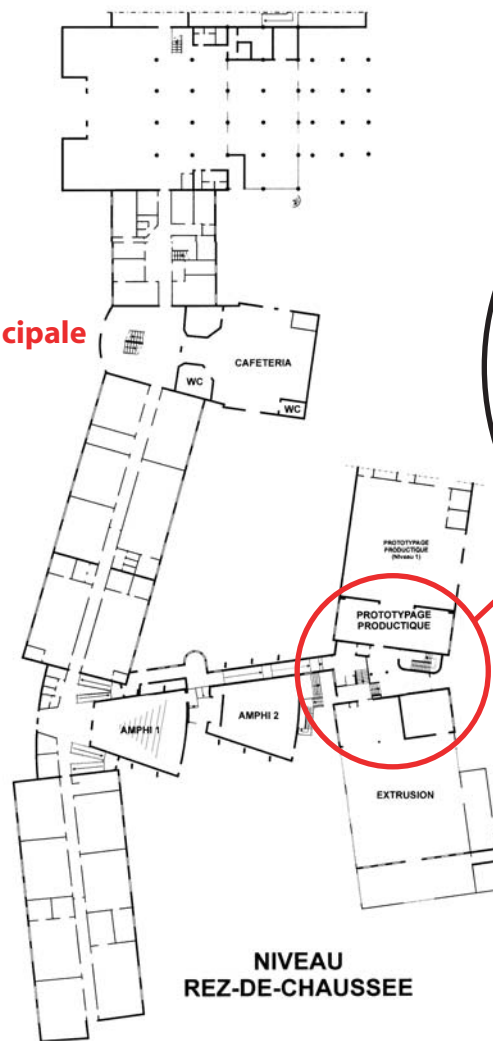 cipale
CAFETERIA
WC
WC
PROTOTYPAGE
PRODUCTIQUE
(Niveau 1)
PROTOTYPAGE
PRODUCTIQUE
AMPHI 1
AMPHI 2
EXTRUSION
NIVEAU
REZ-DE-CHAUSSEE